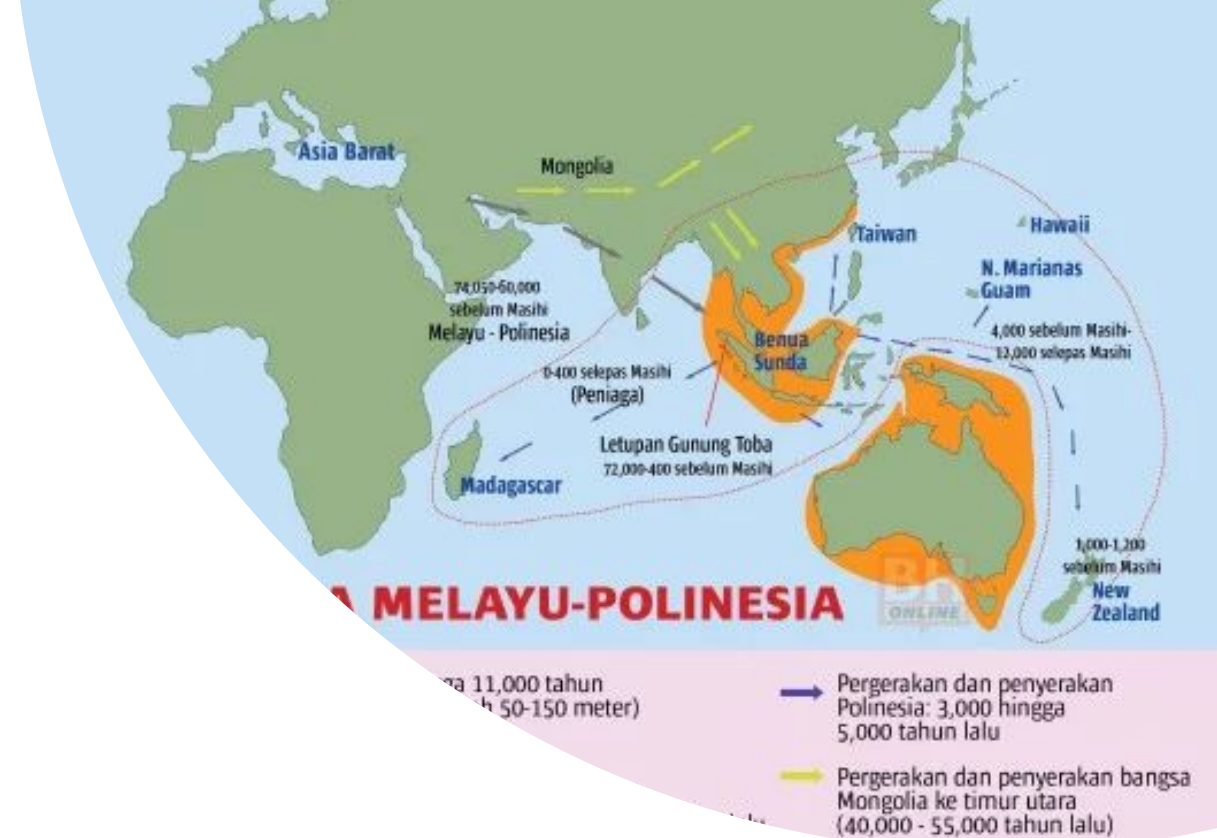 Asia Barat
Mongolia
Taiwan
Hawaii
N. Marianas
Guam
74,050-60,000
sebelum Masihi
Melayu - Polinesia
4,000 sebelum Masihi-
12,000 selepas Masihi
Benua
Sunda
0-400 selepas Masihi
(Peniaga)
Letupan Gunung Toba
72,000-400 sebelum Masihi
Madagascar
1,000-1,200
sebelum Masihi
New
Zealand
BH
ONLINE
A MELAYU-POLINESIA
11,000 tahun
50-150 meter)
Pergerakan dan penyerakan
Polinesia: 3,000 hingga
5,000 tahun lalu
Pergerakan dan penyerakan bangsa
Mongolia ke timur utara
(40,000 - 55,000 tahun lalu)